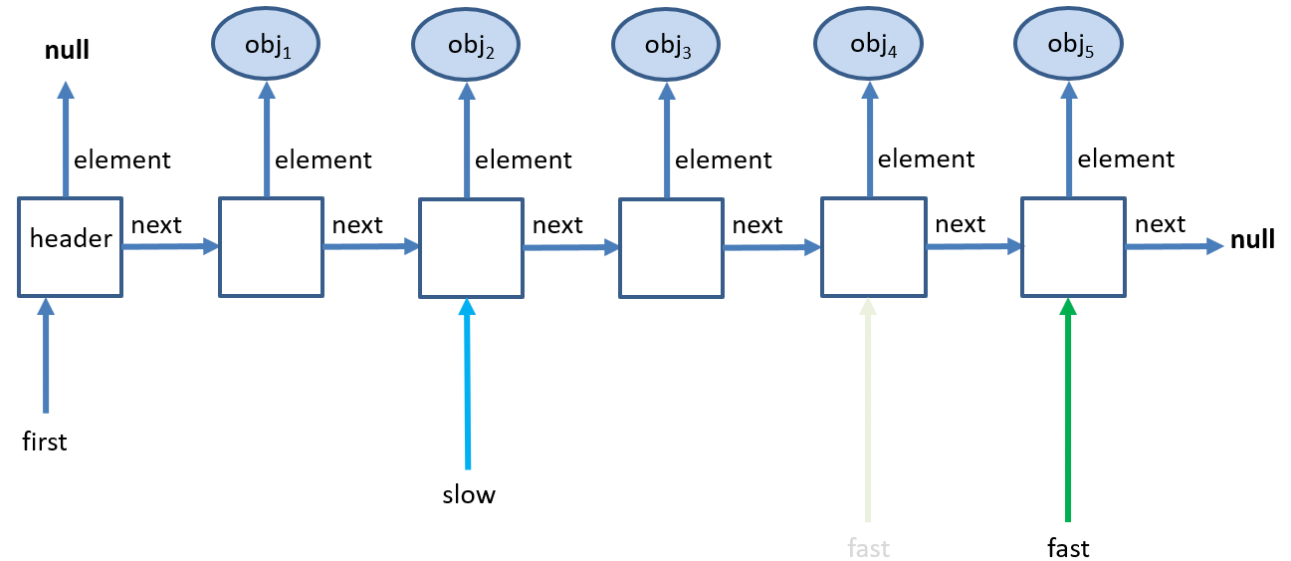 null
obj₁
obj₂
obj₃
obj₄
obj₅
element
element
element
element
element
element
header
next
next
next
next
next
next
null
first
slow
fast
fast